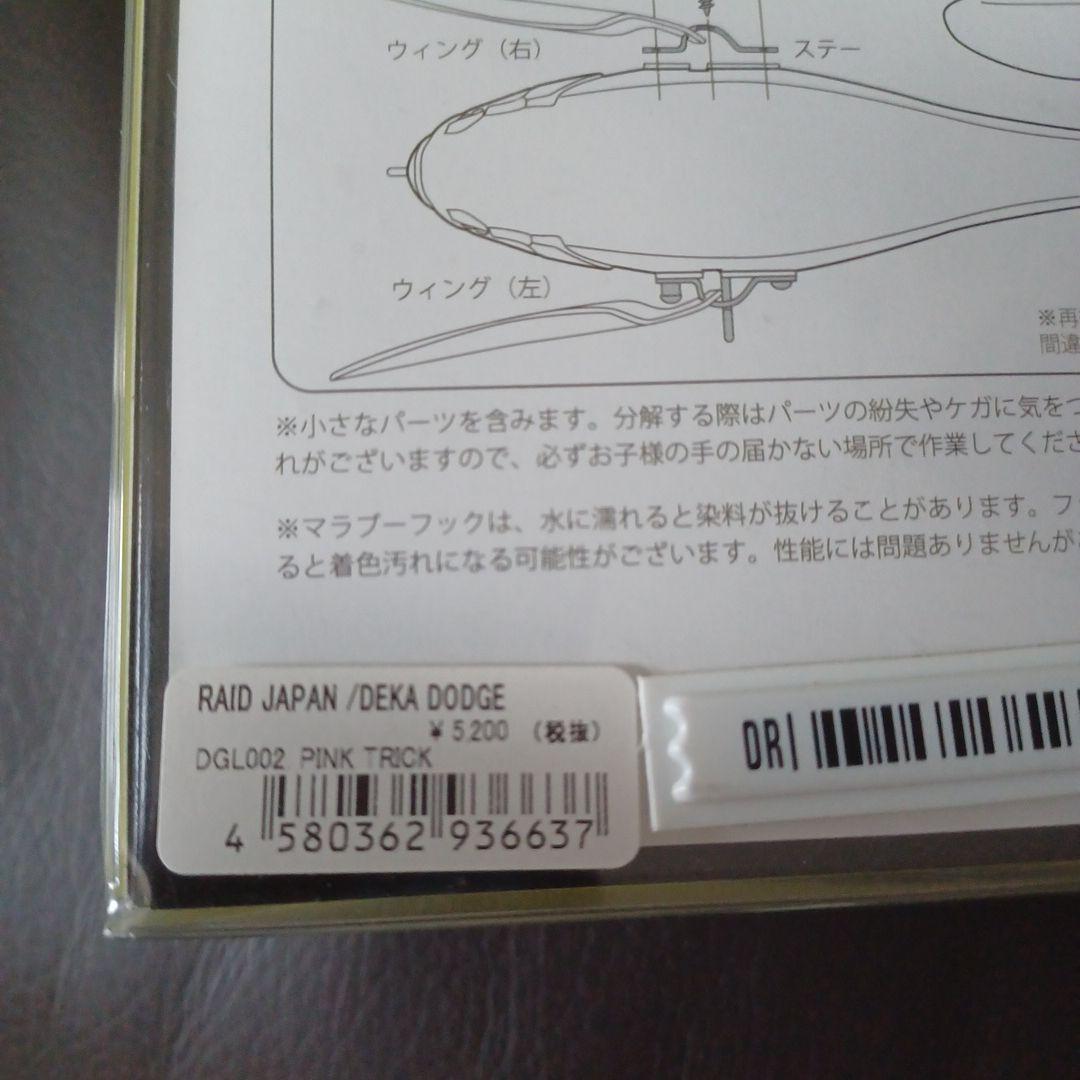 ウィング（右）
ステー
ウィング（左）
※再
間違
※小さなパーツを含みます。分解する際はパーツの紛失やケガに気をつ
れがございますので、必ずお子様の手の届かない場所で作業してくださ
※マラブーフックは、水に濡れると染料が抜けることがあります。フ
ると着色汚れになる可能性がございます。性能には問題ありませんが
RAID JAPAN /DEKA DODGE
¥ 5,200 （税抜）
DGL002 PINK TRICK
4 580362 936637
ORI